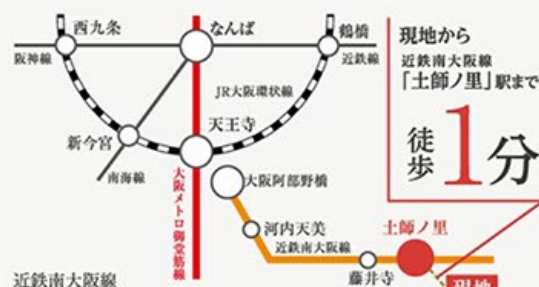 西九条
なんば
鶴橋
阪神線
近鉄線
JR大阪環状線
新今宮
天王寺
南海線
大阪メトロ御堂筋線
大阪阿部野橋
河内天美
近鉄南大阪線
藤井寺
土師ノ里
現地
現地から
近鉄南大阪線
「土師ノ里」駅まで
徒歩1分
近鉄南大阪線